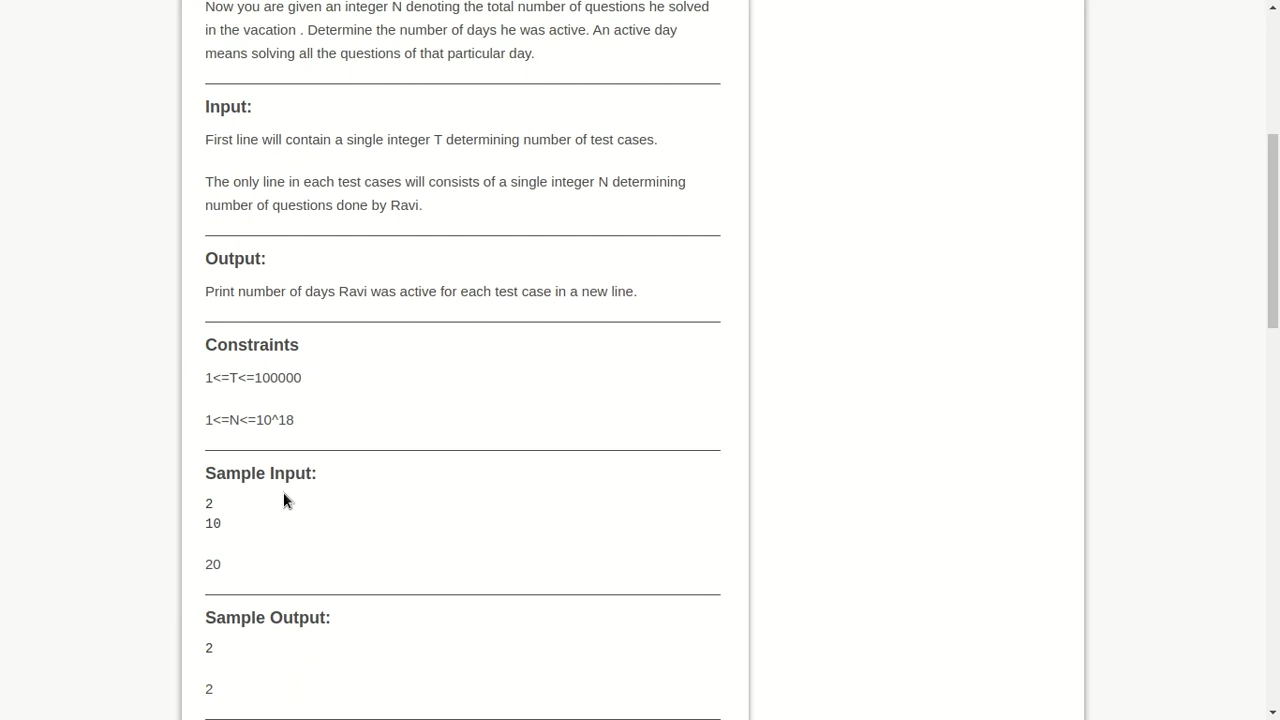 Now you are given an integer N denoting the total number of questions he solved
in the vacation . Determine the number of days he was active. An active day
means solving all the questions of that particular day.
Input:
First line will contain a single integer T determining number of test cases.
The only line in each test cases will consists of a single integer N determining
number of questions done by Ravi.
Output:
Print number of days Ravi was active for each test case in a new line.
Constraints
1<=T<=100000
1<=N<=10^18
Sample Input:
2
10
20
Sample Output:
2
2